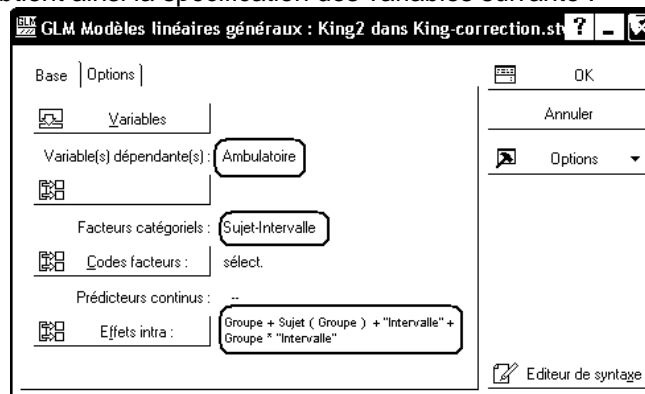 GLM Modèles linéaires généraux : King2 dans King-correction.st
Base Options
OK
Variables
Annuler
Variable(s) dépendante(s) : Ambulatoire
Options
Facteurs catégoriels : Sujet-Intervalle
Codes facteurs : sélect.
Prédicteurs continus : --
Effets intra : Groupe + Sujet ( Groupe ) + "Intervalle" +
Groupe * "Intervalle"
Editeur de syntaxe